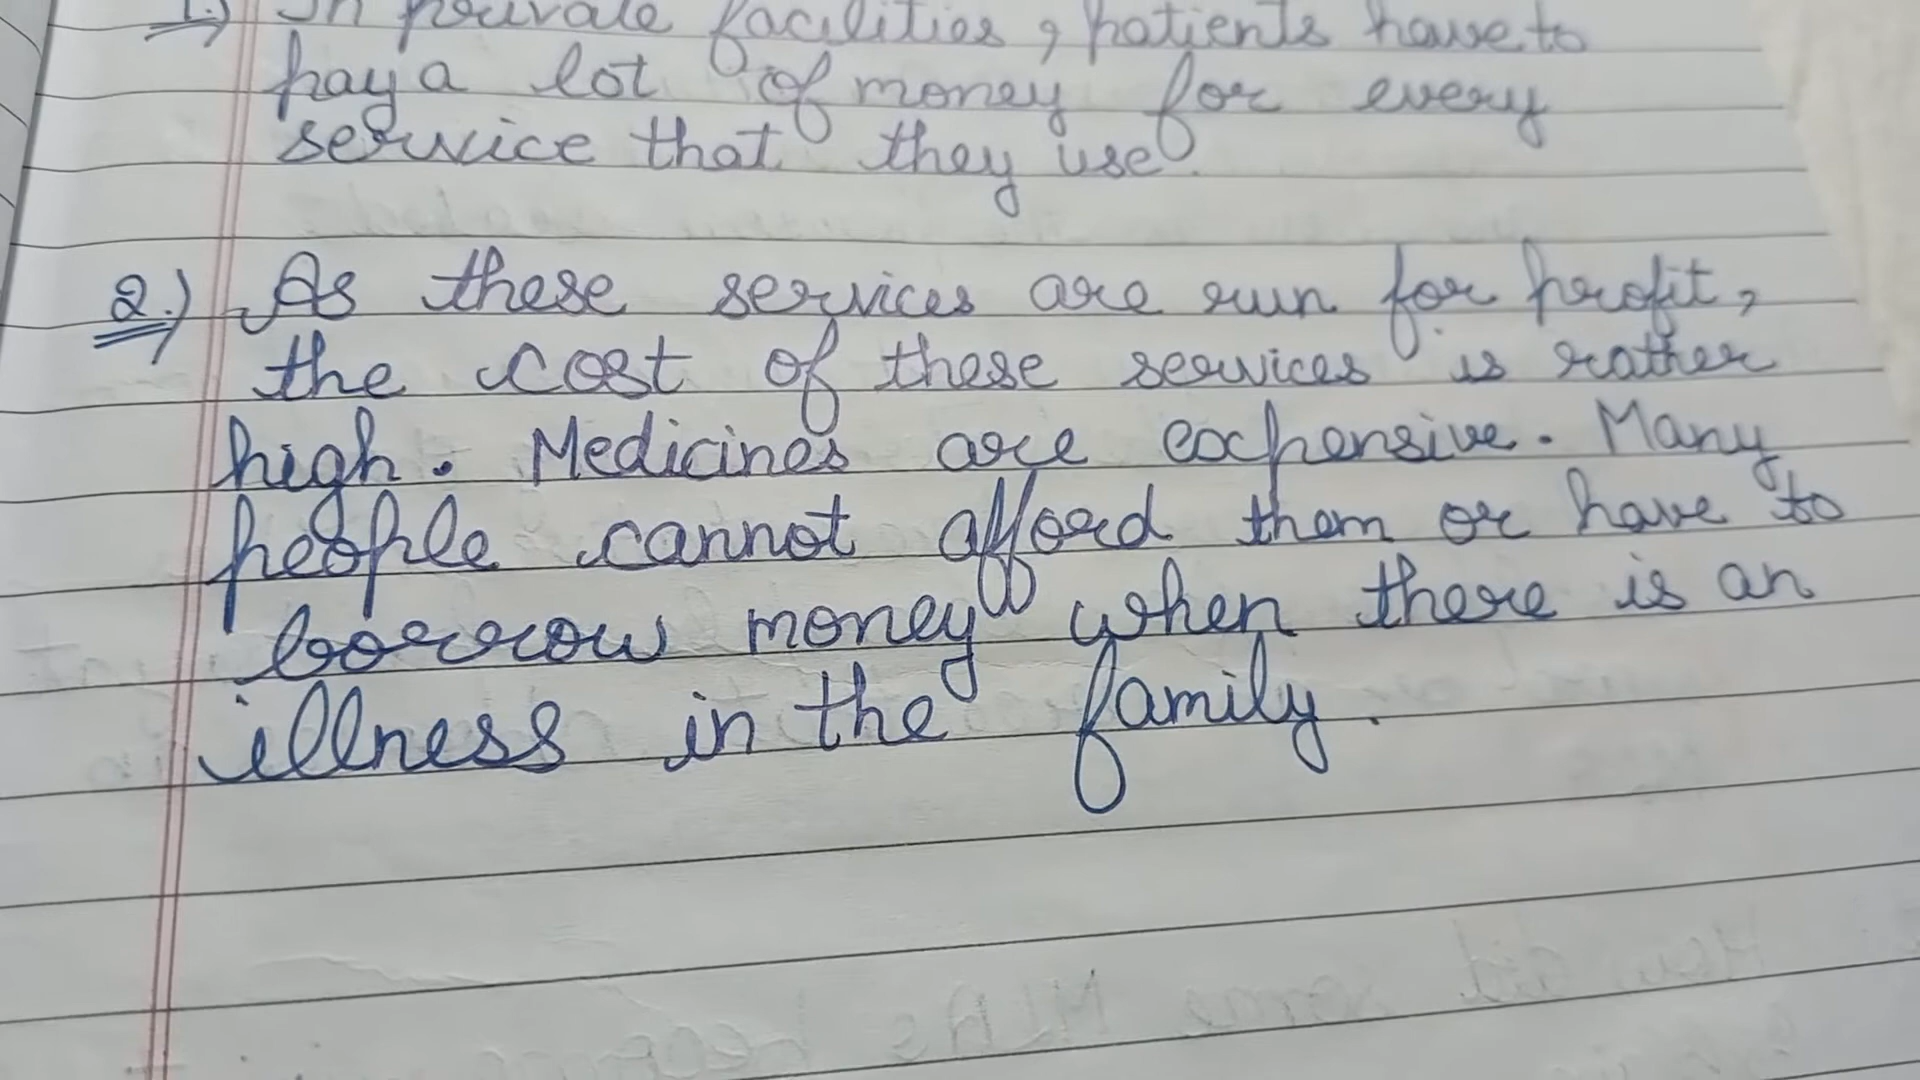 1.) In private facilities, patients have to
pay a lot of money for every
service that they use.
2.) As these services are run for profit,
the cost of these services is rather
high. Medicines are expensive. Many
people cannot afford them or have to
borrow money when there is an
illness in the family.